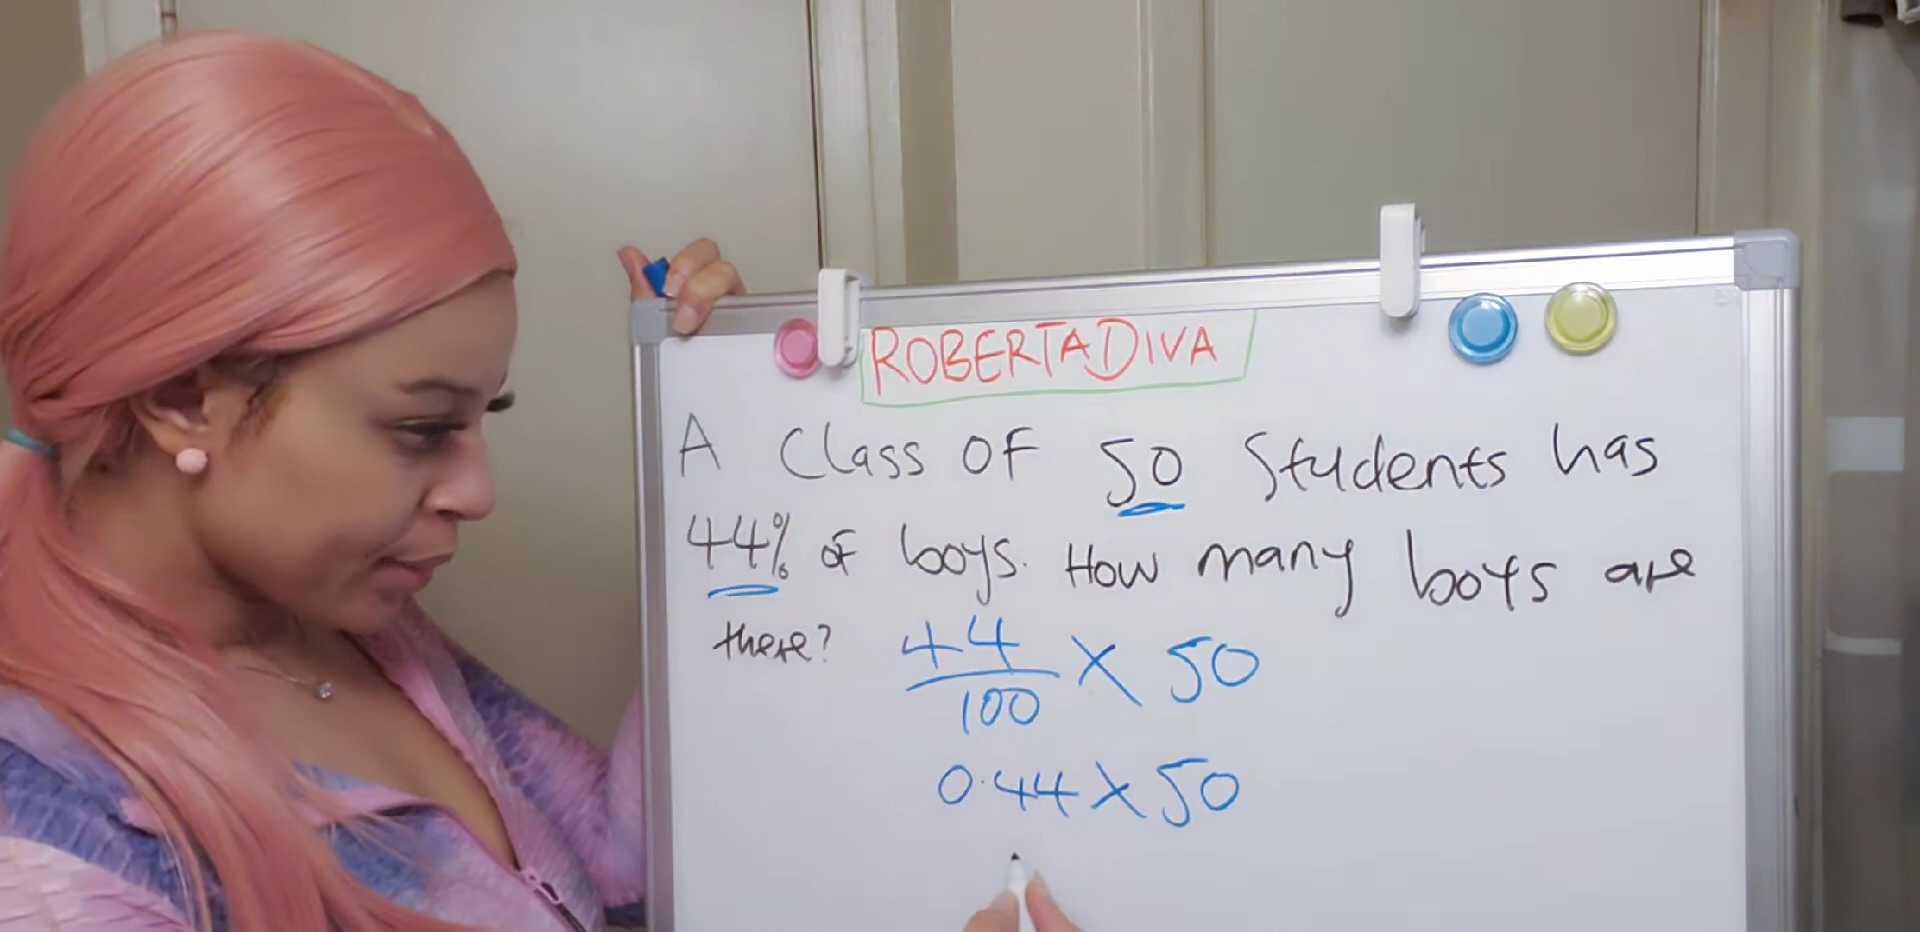 ROBERTADIVA
A Class OF 50 Students has
44% of boys. How many boys are
there? 44/100 X 50
0.44 X 50